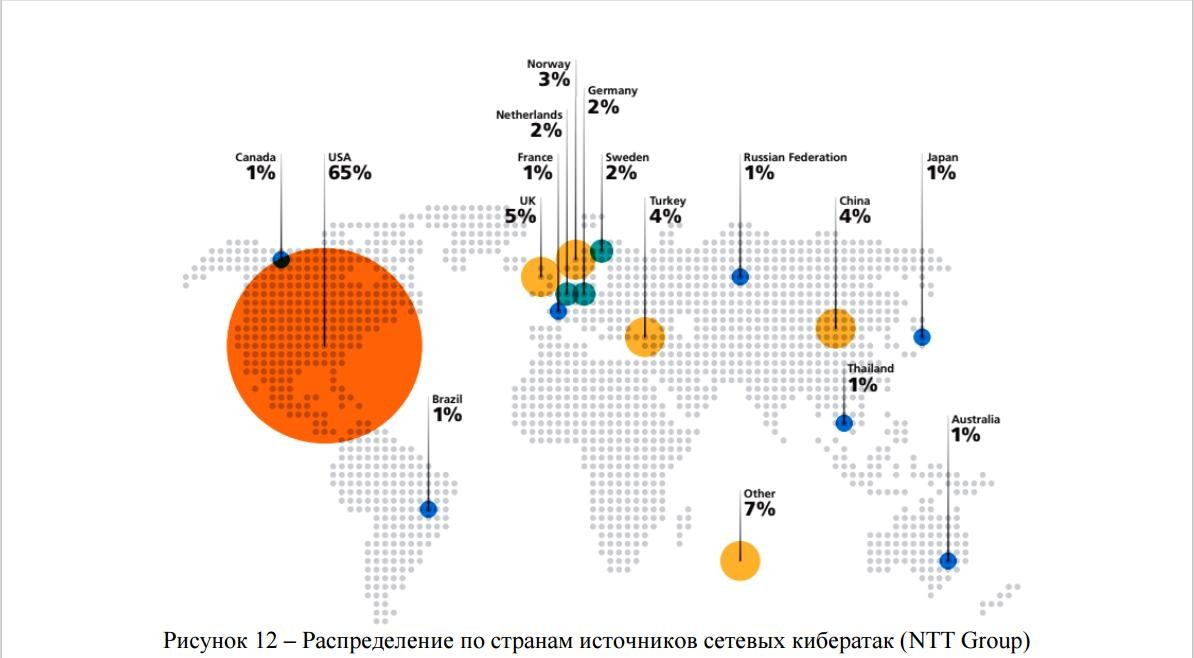 Norway
3%
Germany
2%
Netherlands
2%
Canada
1%
USA
65%
France
1%
Sweden
2%
Russian Federation
1%
Japan
1%
UK
5%
Turkey
4%
China
4%
Thailand
1%
Brazil
1%
Australia
1%
Other
7%
Рисунок 12 – Распределение по странам источников сетевых кибератак (NTT Group)